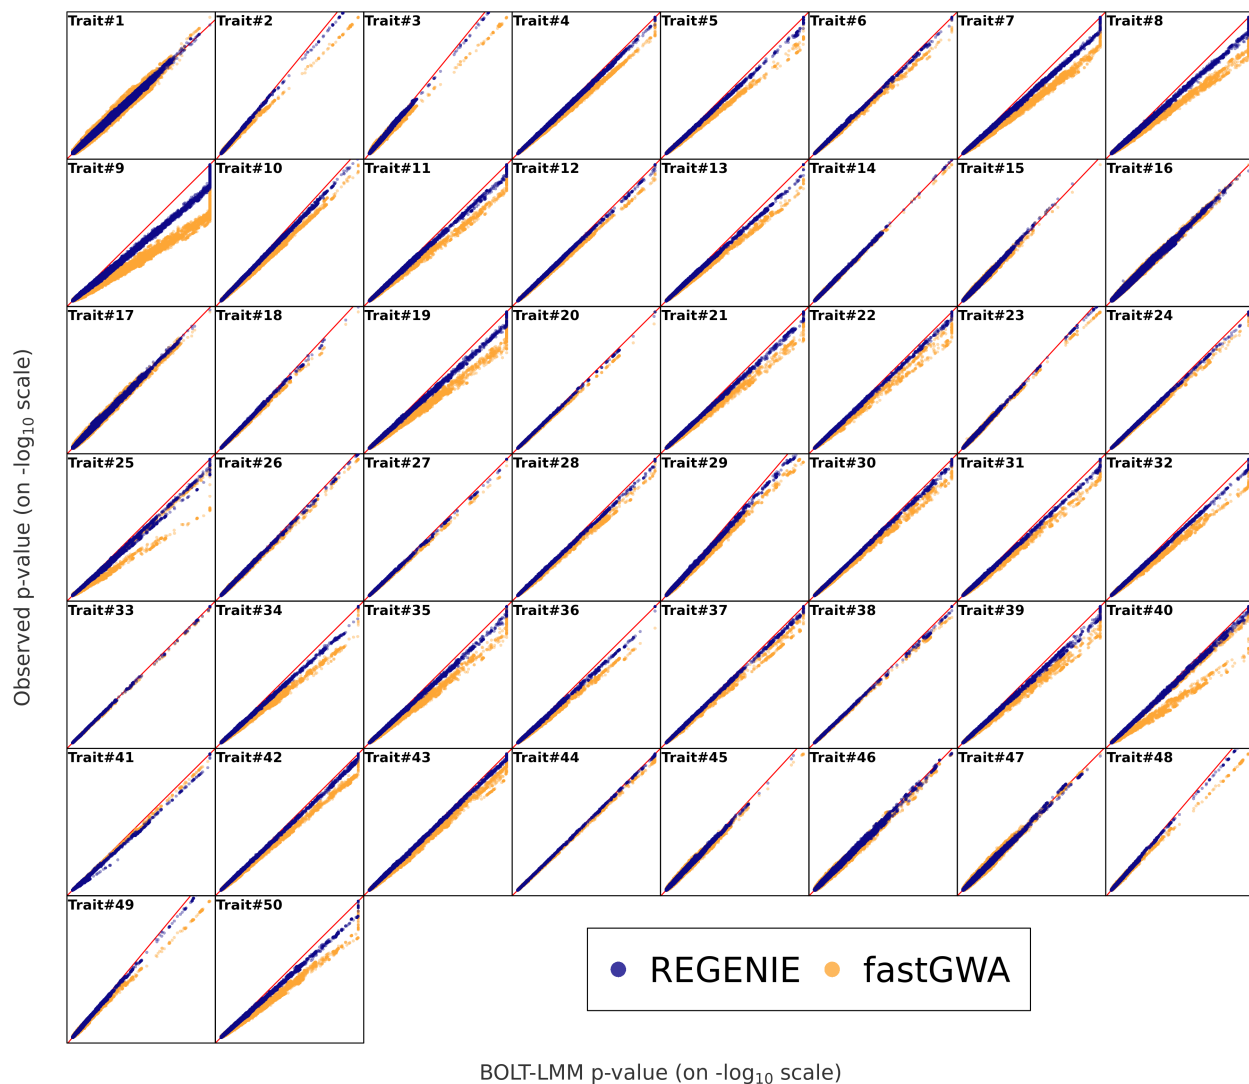 Trait#1 Trait#2 Trait#3 Trait#4 Trait#5 Trait#6 Trait#7 Trait#8
Trait#9 Trait#10 Trait#11 Trait#12 Trait#13 Trait#14 Trait#15 Trait#16
Trait#17 Trait#18 Trait#19 Trait#20 Trait#21 Trait#22 Trait#23 Trait#24
Trait#25 Trait#26 Trait#27 Trait#28 Trait#29 Trait#30 Trait#31 Trait#32
Trait#33 Trait#34 Trait#35 Trait#36 Trait#37 Trait#38 Trait#39 Trait#40
Trait#41 Trait#42 Trait#43 Trait#44 Trait#45 Trait#46 Trait#47 Trait#48
Trait#49 Trait#50
Observed p-value (on -log10 scale)
REGENIE fastGWA
BOLT-LMM p-value (on -log10 scale)